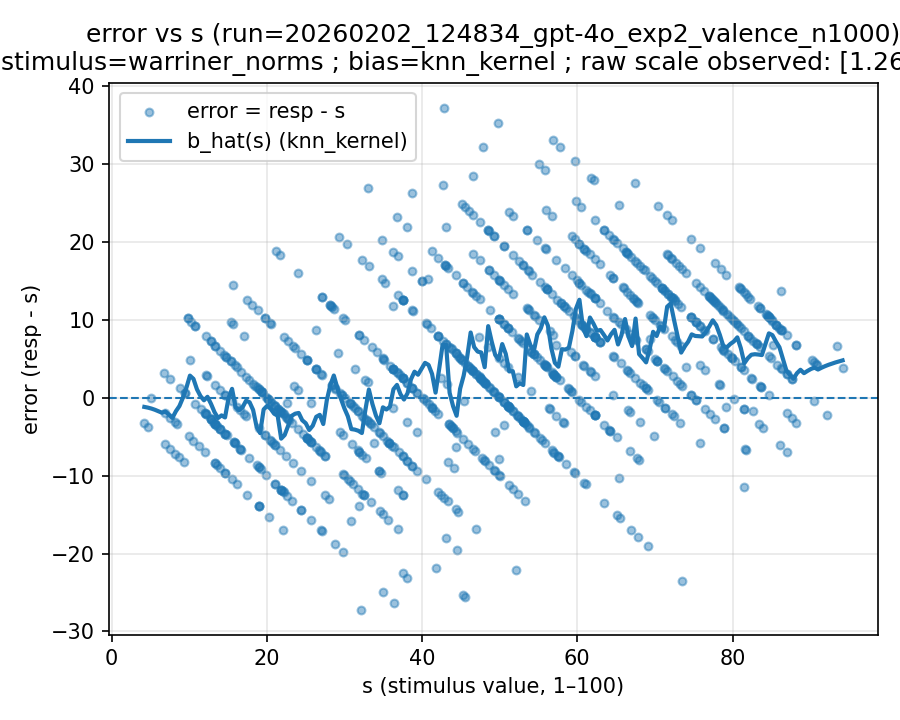 error vs s (run=20260202_124834_gpt-4o_exp2_valence_n1000)
stimulus=warriner_norms ; bias=knn_kernel ; raw scale observed: [1.26
error = resp - s
b_hat(s) (knn_kernel)
error (resp - s)
40
30
20
10
0
−10
−20
−30
0 20 40 60 80
s (stimulus value, 1–100)